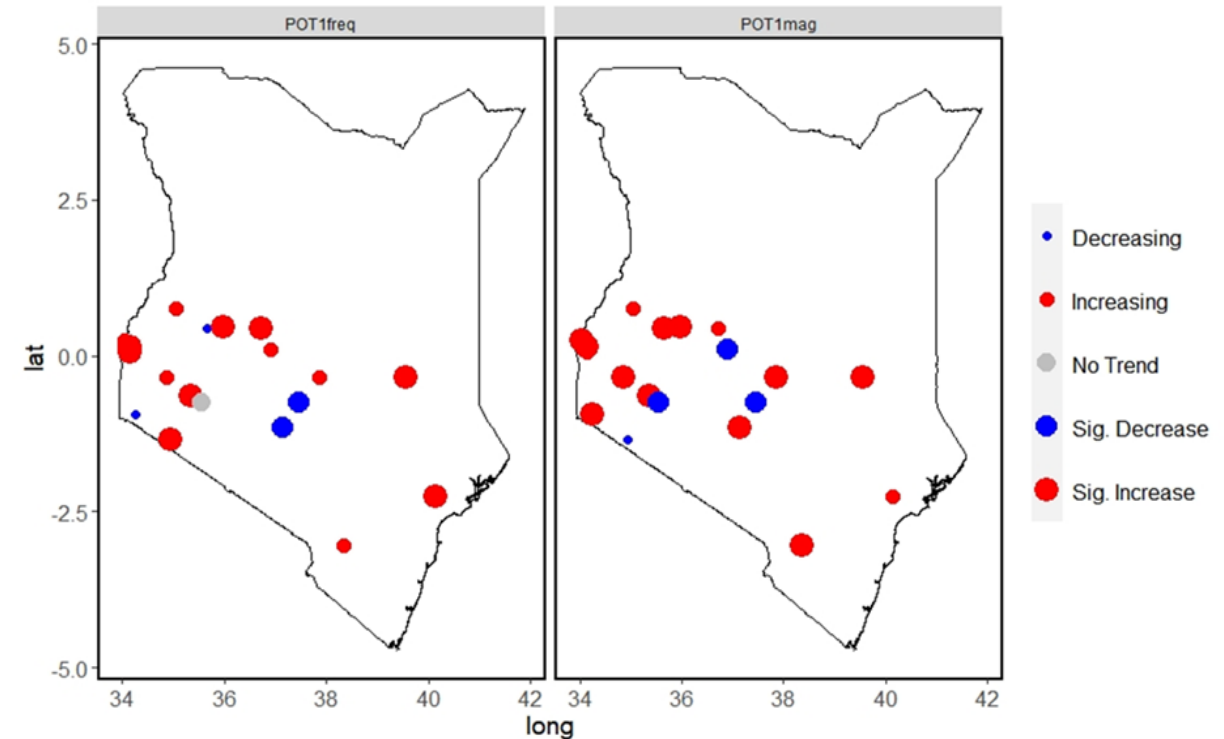 POT1freq POT1mag
5.0
2.5
0.0
-2.5
-5.0
lat
34 36 38 40 42 34 36 38 40 42
long
Decreasing
Increasing
No Trend
Sig. Decrease
Sig. Increase